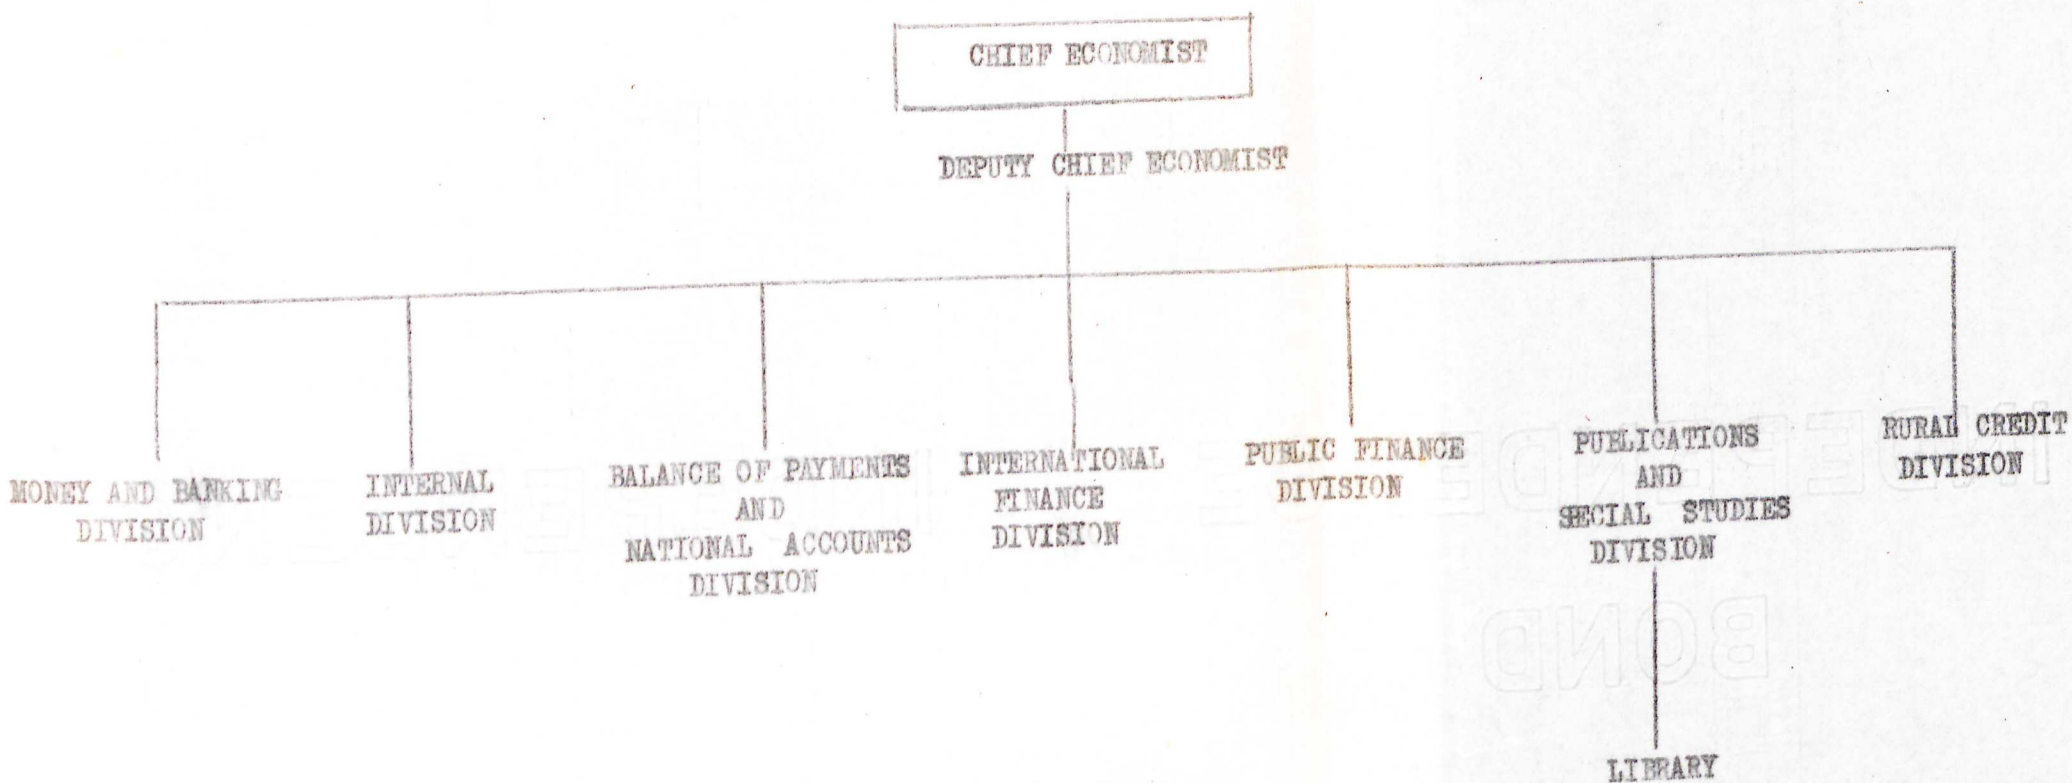 CHIEF ECONOMIST
DEPUTY CHIEF ECONOMIST
MONEY AND BANKING
DIVISION
INTERNAL
DIVISION
BALANCE OF PAYMENTS
AND
NATIONAL ACCOUNTS
DIVISION
INTERNATIONAL
FINANCE
DIVISION
PUBLIC FINANCE
DIVISION
PUBLICATIONS
AND
SPECIAL STUDIES
DIVISION
LIBRARY
RURAL CREDIT
DIVISION
BOND